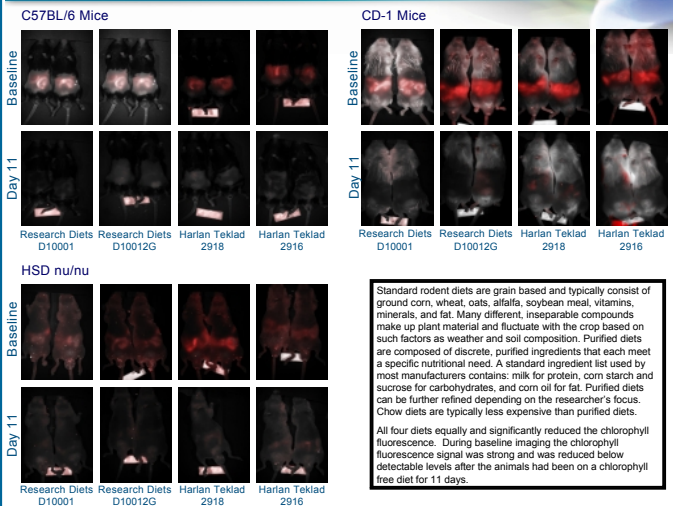 C57BL/6 Mice
Baseline
Day 11
Research Diets Research Diets Harlan Teklad Harlan Teklad
D10001 D10012G 2918 2916
CD-1 Mice
Baseline
Day 11
Research Diets Research Diets Harlan Teklad Harlan Teklad
D10001 D10012G 2918 2916
HSD nu/nu
Baseline
Day 11
Research Diets Research Diets Harlan Teklad Harlan Teklad
D10001 D10012G 2918 2916
Standard rodent diets are grain based and typically consist of
ground corn, wheat, oats, alfalfa, soybean meal, vitamins,
minerals, and fat. Many different, inseparable compounds
make up plant material and fluctuate with the crop based on
such factors as weather and soil composition. Purified diets
are composed of discrete, purified ingredients that each meet
a specific nutritional need. A standard ingredient list used by
most manufacturers contains: milk for protein, corn starch and
sucrose for carbohydrates, and corn oil for fat. Purified diets
can be further refined depending on the researcher's focus.
Chow diets are typically less expensive than purified diets.
All four diets equally and significantly reduced the chlorophyll
fluorescence. During baseline imaging the chlorophyll
fluorescence signal was strong and was reduced below
detectable levels after the animals had been on a chlorophyll
free diet for 11 days.